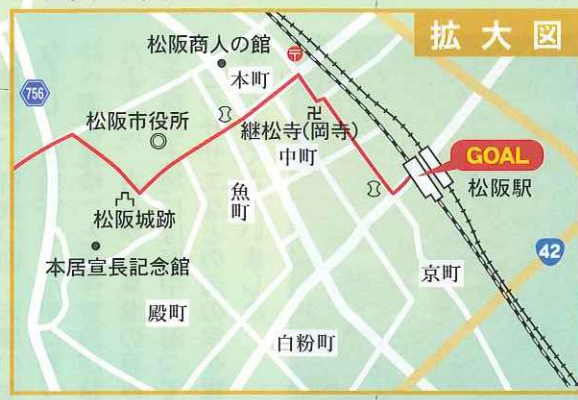 拡大図
松阪商人の館
〒
本町
756
松阪市役所
卍
継松寺(岡寺)
中町
GOAL
松阪駅
魚町
松阪城跡
本居宣長記念館
42
京町
殿町
白粉町